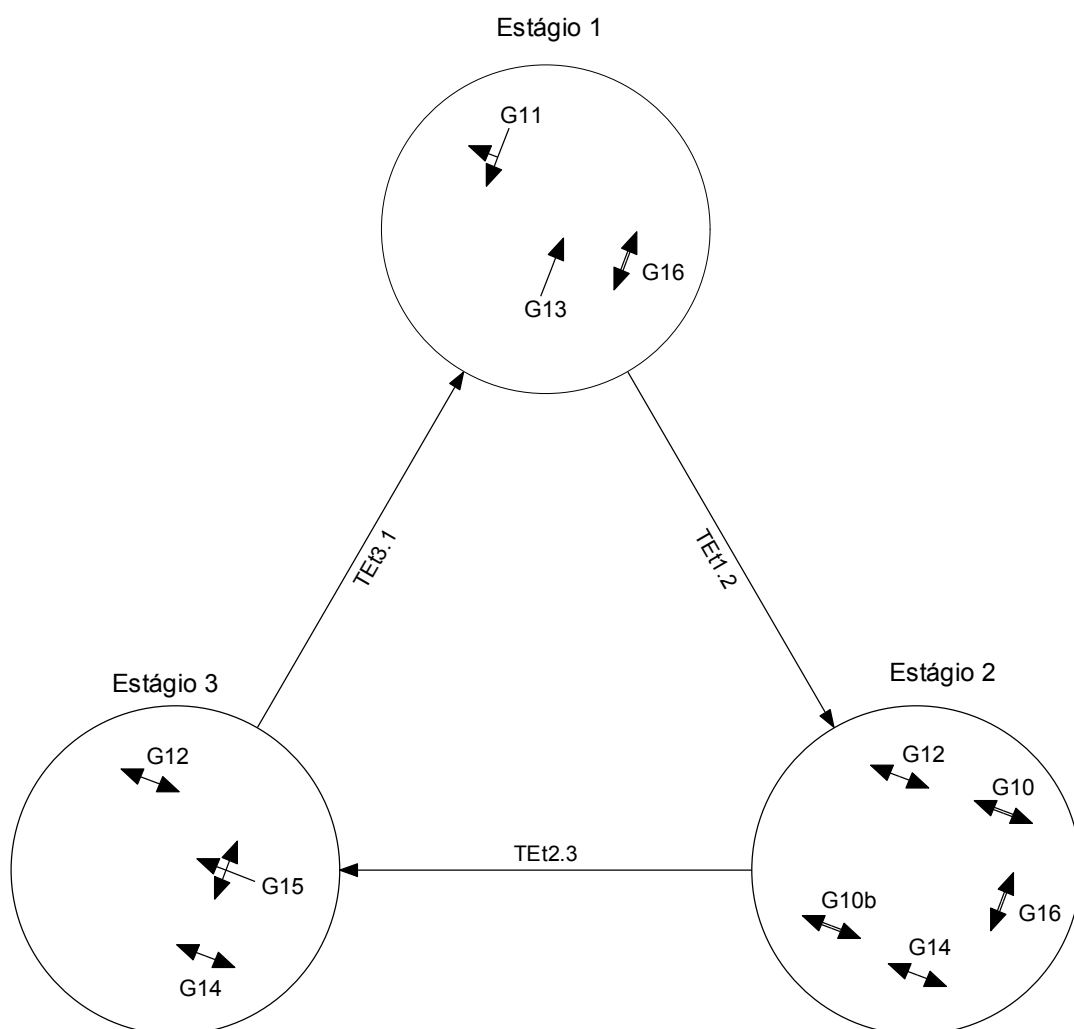 Estágio 1
G11
G16
G13
TEt3.1
TEt1.2
Estágio 3
Estágio 2
G12
G12
G10
TEt2.3
G15
G10b
G16
G14
G14